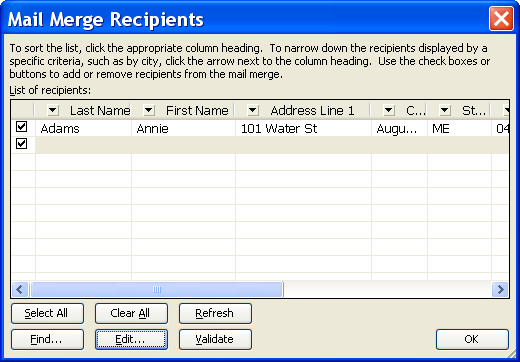 Mail Merge Recipients
To sort the list, click the appropriate column heading. To narrow down the recipients displayed by a
specific criteria, such as by city, click the arrow next to the column heading. Use the check boxes or
buttons to add or remove recipients from the mail merge.
List of recipients:
Last Name First Name Address Line 1 C... St...
Adams Annie 101 Water St Augu... ME 04
Select All Clear All Refresh
Find... Edit... Validate OK